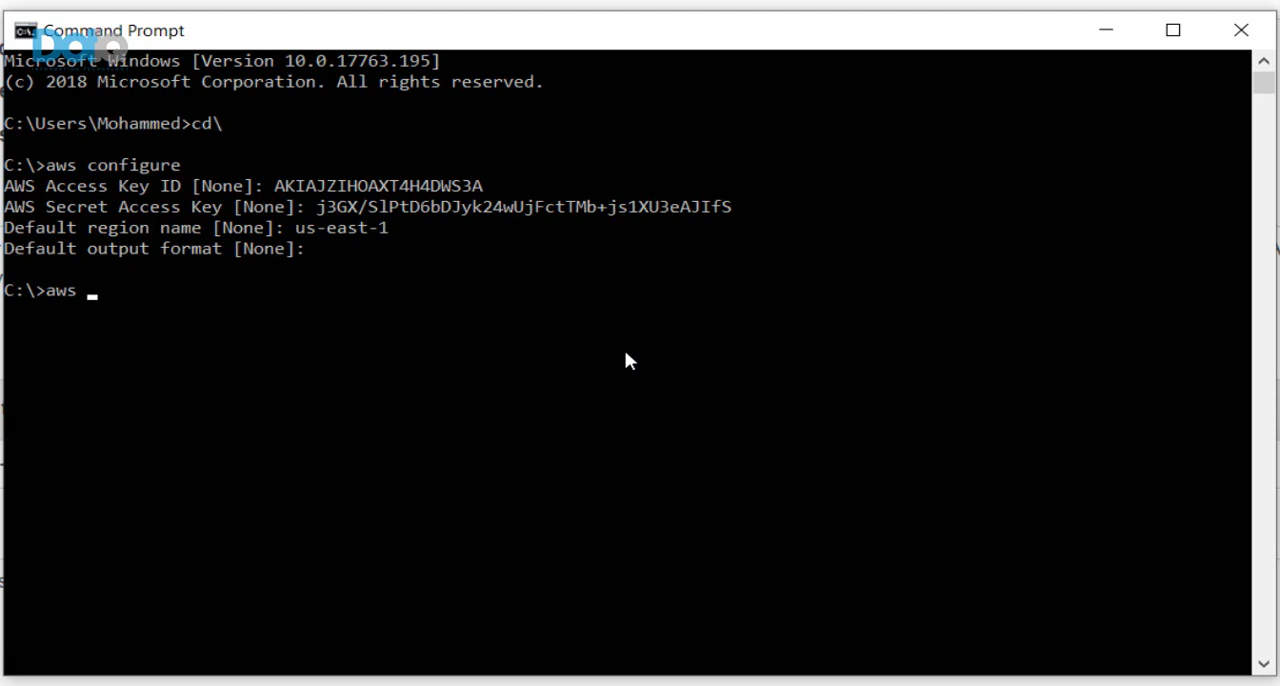 Command Prompt
Microsoft Windows [Version 10.0.17763.195]
(c) 2018 Microsoft Corporation. All rights reserved.
C:\Users\Mohammed>cd\
C:\>aws configure
AWS Access Key ID [None]: AKIAJZIHOAXT4H4DWS3A
AWS Secret Access Key [None]: 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
Default region name [None]: us-east-1
Default output format [None]:
C:\>aws